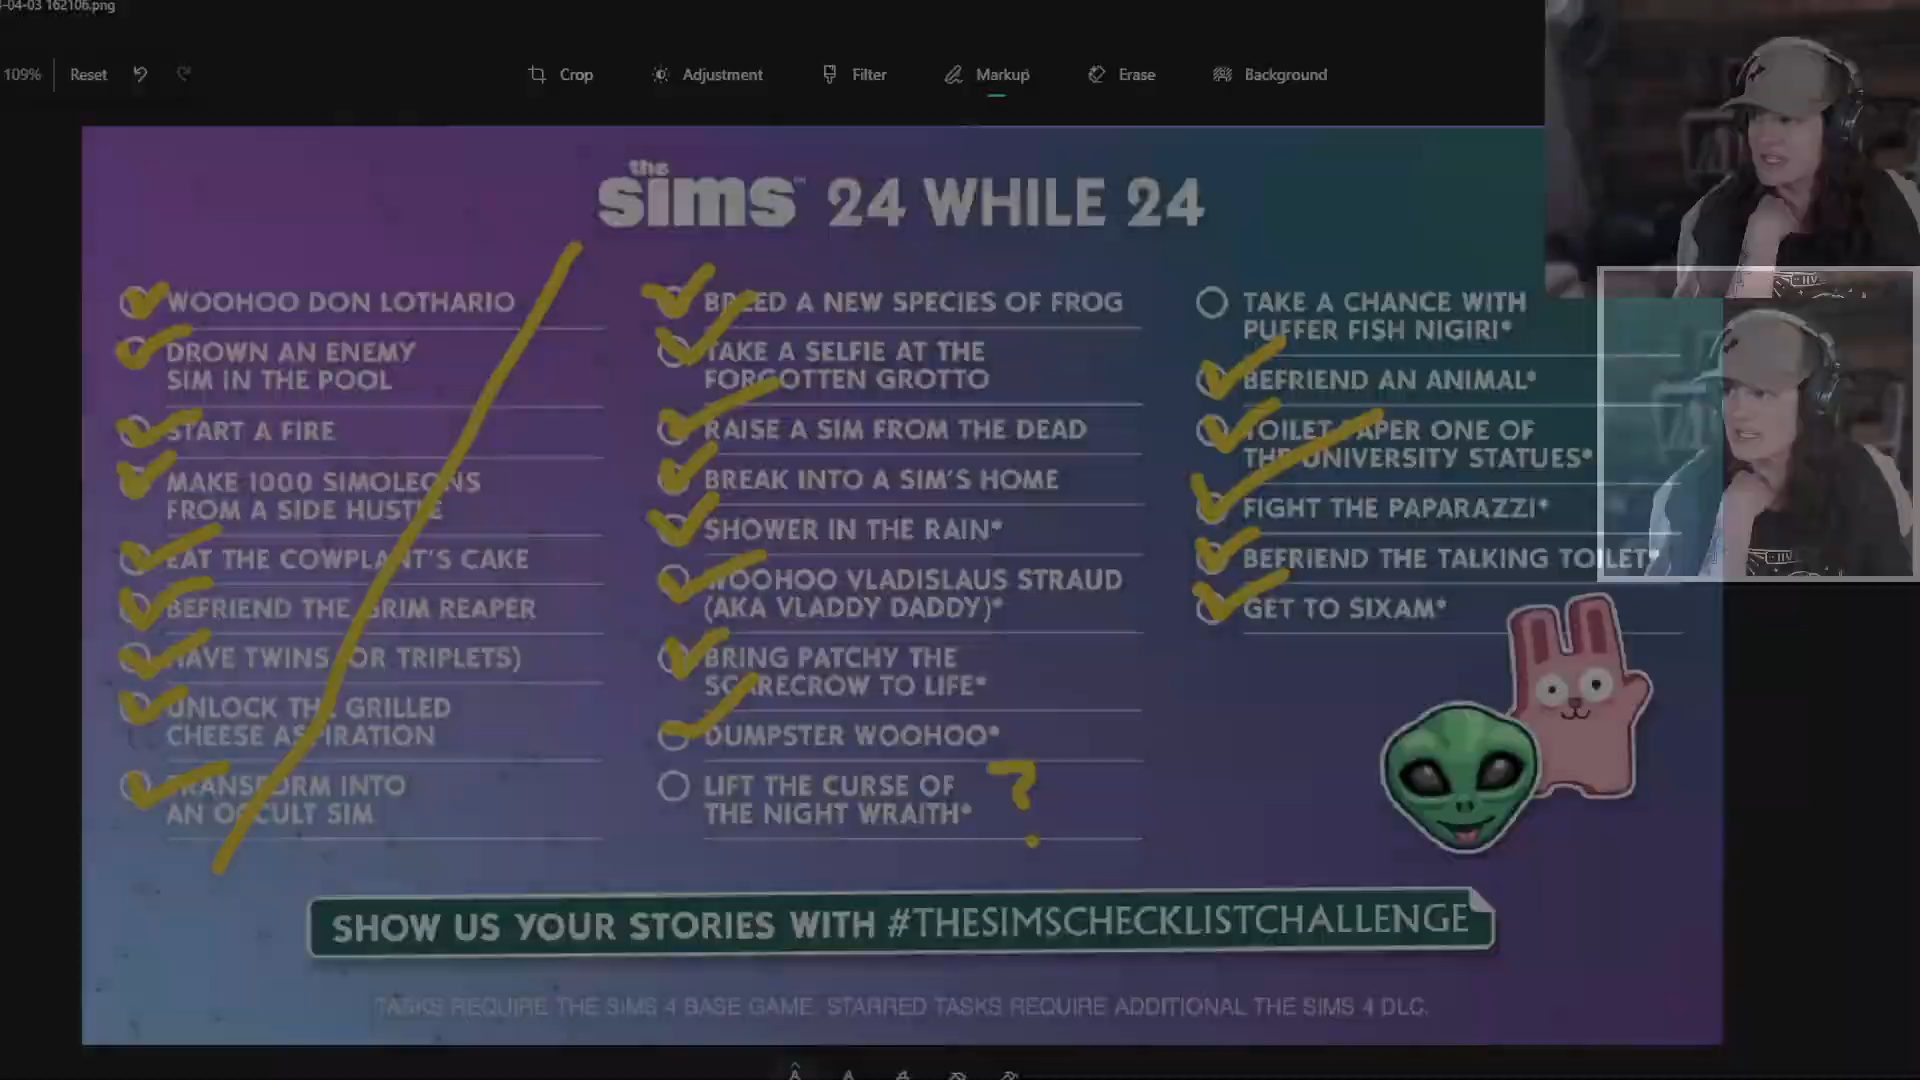 -04-03 162106.png
109% Reset Crop Adjustment Filter Markup Erase Background
the sims 24 WHILE 24
WOOHOO DON LOTHARIO
DROWN AN ENEMY
SIM IN THE POOL
START A FIRE
MAKE 1000 SIMOLEONS
FROM A SIDE HUSTLE
EAT THE COWPLANT'S CAKE
BEFRIEND THE GRIM REAPER
HAVE TWINS (OR TRIPLETS)
UNLOCK THE GRILLED
CHEESE ASPIRATION
TRANSFORM INTO
AN OCCULT SIM
BREED A NEW SPECIES OF FROG
TAKE A SELFIE AT THE
FORGOTTEN GROTTO
RAISE A SIM FROM THE DEAD
BREAK INTO A SIM'S HOME
SHOWER IN THE RAIN*
WOOHOO VLADISLAUS STRAUD
(AKA VLADDY DADDY)*
BRING PATCHY THE
SCARECROW TO LIFE*
DUMPSTER WOOHOO*
LIFT THE CURSE OF
THE NIGHT WRAITH* ?
TAKE A CHANCE WITH
PUFFER FISH NIGIRI*
BEFRIEND AN ANIMAL*
TOILET PAPER ONE OF
THE UNIVERSITY STATUES*
FIGHT THE PAPARAZZI*
BEFRIEND THE TALKING TOILET*
GET TO SIXAM*
SHOW US YOUR STORIES WITH #THESIMSCHECKLISTCHALLENGE
TASKS REQUIRE THE SIMS 4 BASE GAME. STARRED TASKS REQUIRE ADDITIONAL THE SIMS 4 DLC.